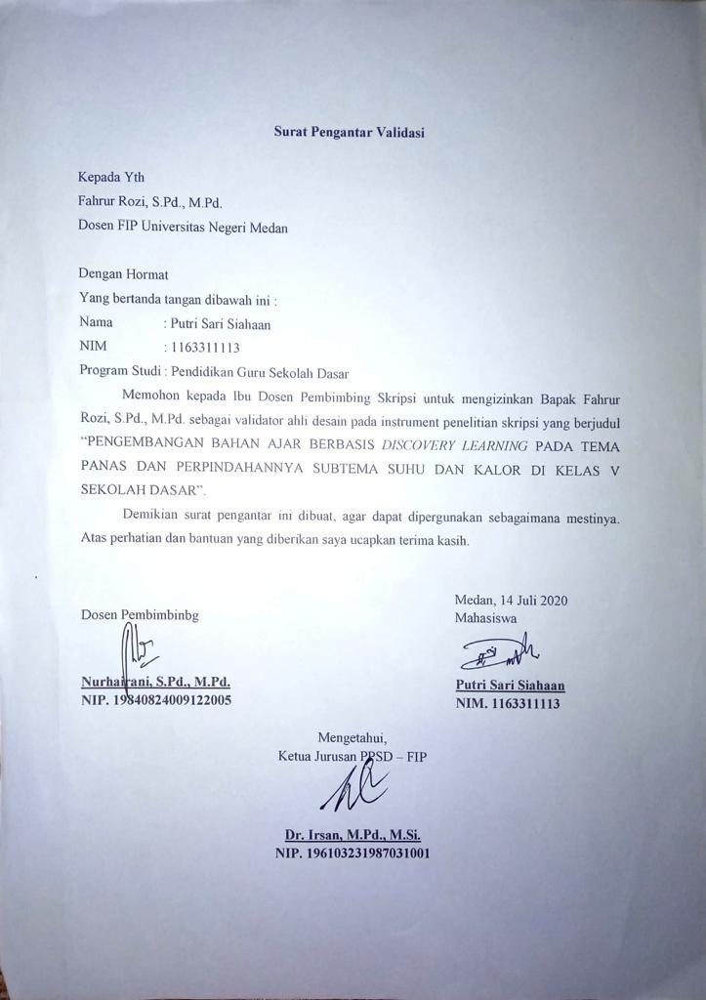 Surat Pengantar Validasi
Kepada Yth
Fahrur Rozi, S.Pd., M.Pd.
Dosen FIP Universitas Negeri Medan
Dengan Hormat
Yang bertanda tangan dibawah ini :
Nama : Putri Sari Siahaan
NIM : 1163311113
Program Studi : Pendidikan Guru Sekolah Dasar
Memohon kepada Ibu Dosen Pembimbing Skripsi untuk mengizinkan Bapak Fahrur
Rozi, S.Pd., M.Pd. sebagai validator ahli desain pada instrument penelitian skripsi yang berjudul
“PENGEMBANGAN BAHAN AJAR BERBASIS DISCOVERY LEARNING PADA TEMA
PANAS DAN PERPINDAHANNYA SUBTEMA SUHU DAN KALOR DI KELAS V
SEKOLAH DASAR”.
Demikian surat pengantar ini dibuat, agar dapat dipergunakan sebagaimana mestinya.
Atas perhatian dan bantuan yang diberikan saya ucapkan terima kasih.
Medan, 14 Juli 2020
Dosen Pembimbinbg
Mahasiswa
Nurhairani, S.Pd., M.Pd.
NIP. 19840824009122005
Putri Sari Siahaan
NIM. 1163311113
Mengetahui,
Ketua Jurusan PPSD – FIP
Dr. Irsan, M.Pd., M.Si.
NIP. 196103231987031001